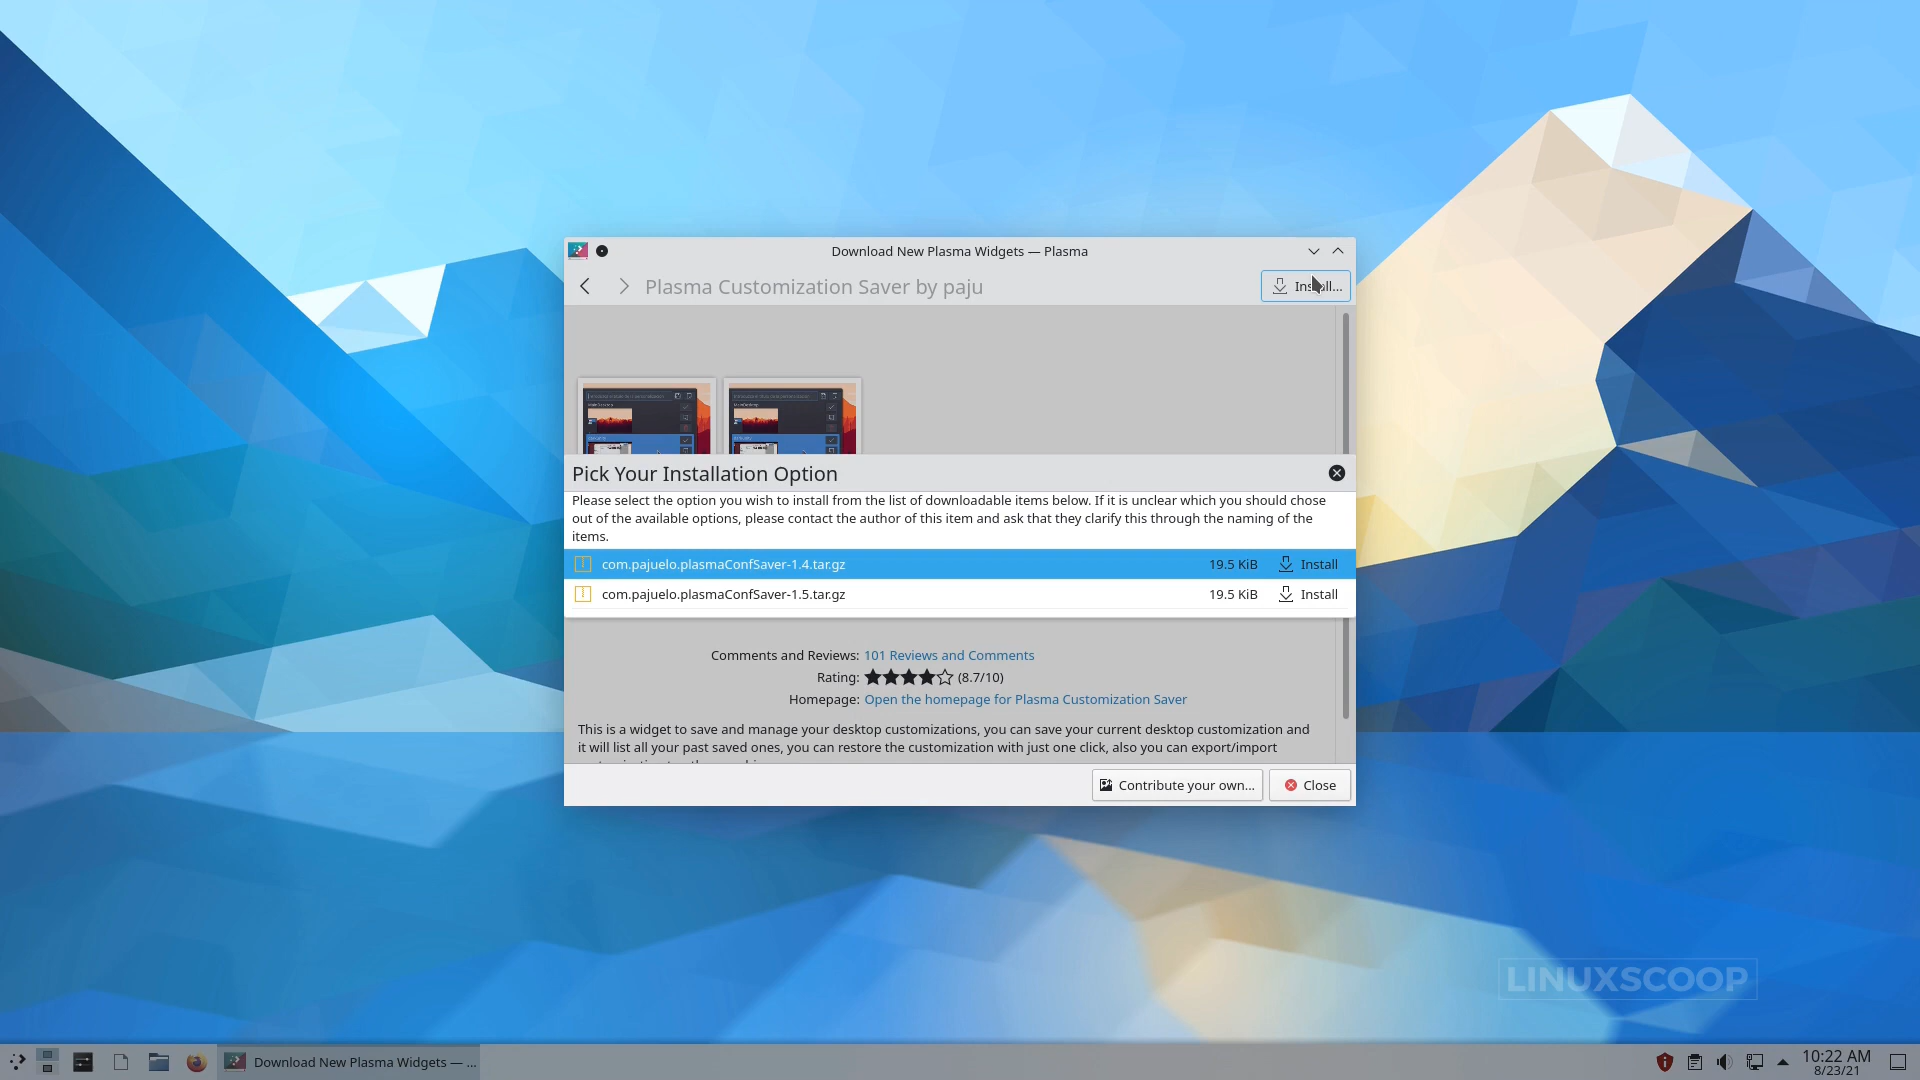 Download New Plasma Widgets — Plasma
Plasma Customization Saver by paju
Pick Your Installation Option
Please select the option you wish to install from the list of downloadable items below. If it is unclear which you should chose
out of the available options, please contact the author of this item and ask that they clarify this through the naming of the
items.
com.pajuelo.plasmaConfSaver-1.4.tar.gz 19.5 KiB Install
com.pajuelo.plasmaConfSaver-1.5.tar.gz 19.5 KiB Install
Comments and Reviews: 101 Reviews and Comments
Rating: (8.7/10)
Homepage: Open the homepage for Plasma Customization Saver
This is a widget to save and manage your desktop customizations, you can save your current desktop customization and
it will list all your past saved ones, you can restore the customization with just one click, also you can export/import
Contribute your own... Close
LINUXSCOOP
Download New Plasma Widgets — ...
10:22 AM
8/23/21